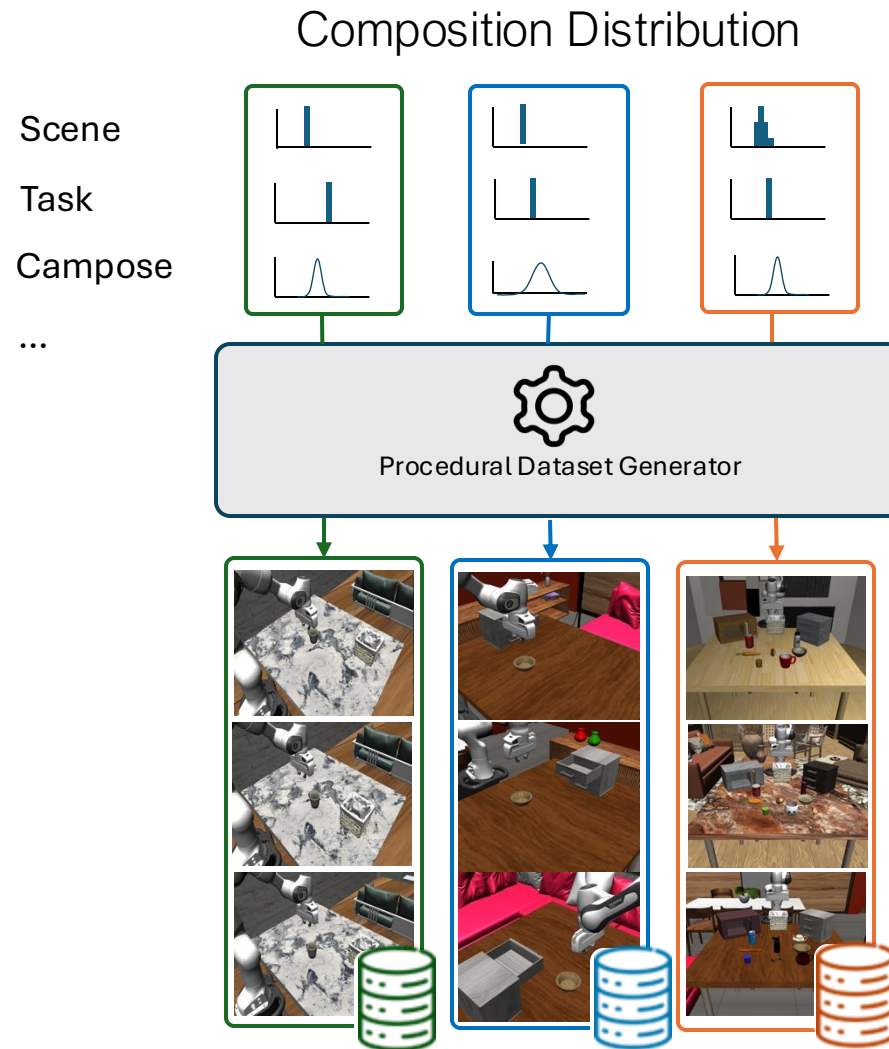 Composition Distribution
Scene
Task
Campose
...
Procedural Dataset Generator